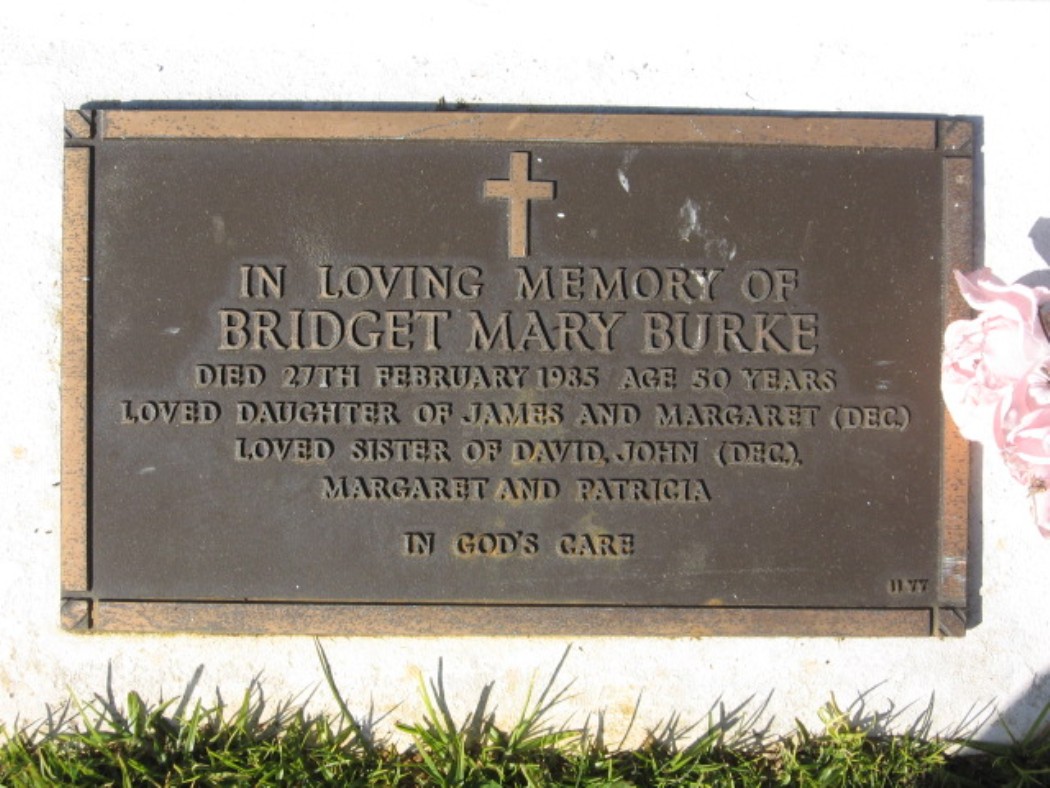 IN LOVING MEMORY OF
BRIDGET MARY BURKE
DIED 27TH FEBRUARY 1985 AGE 50 YEARS
LOVED DAUGHTER OF JAMES AND MARGARET (DEC.)
LOVED SISTER OF DAVID, JOHN (DEC.),
MARGARET AND PATRICIA
IN GOD'S CARE
1177